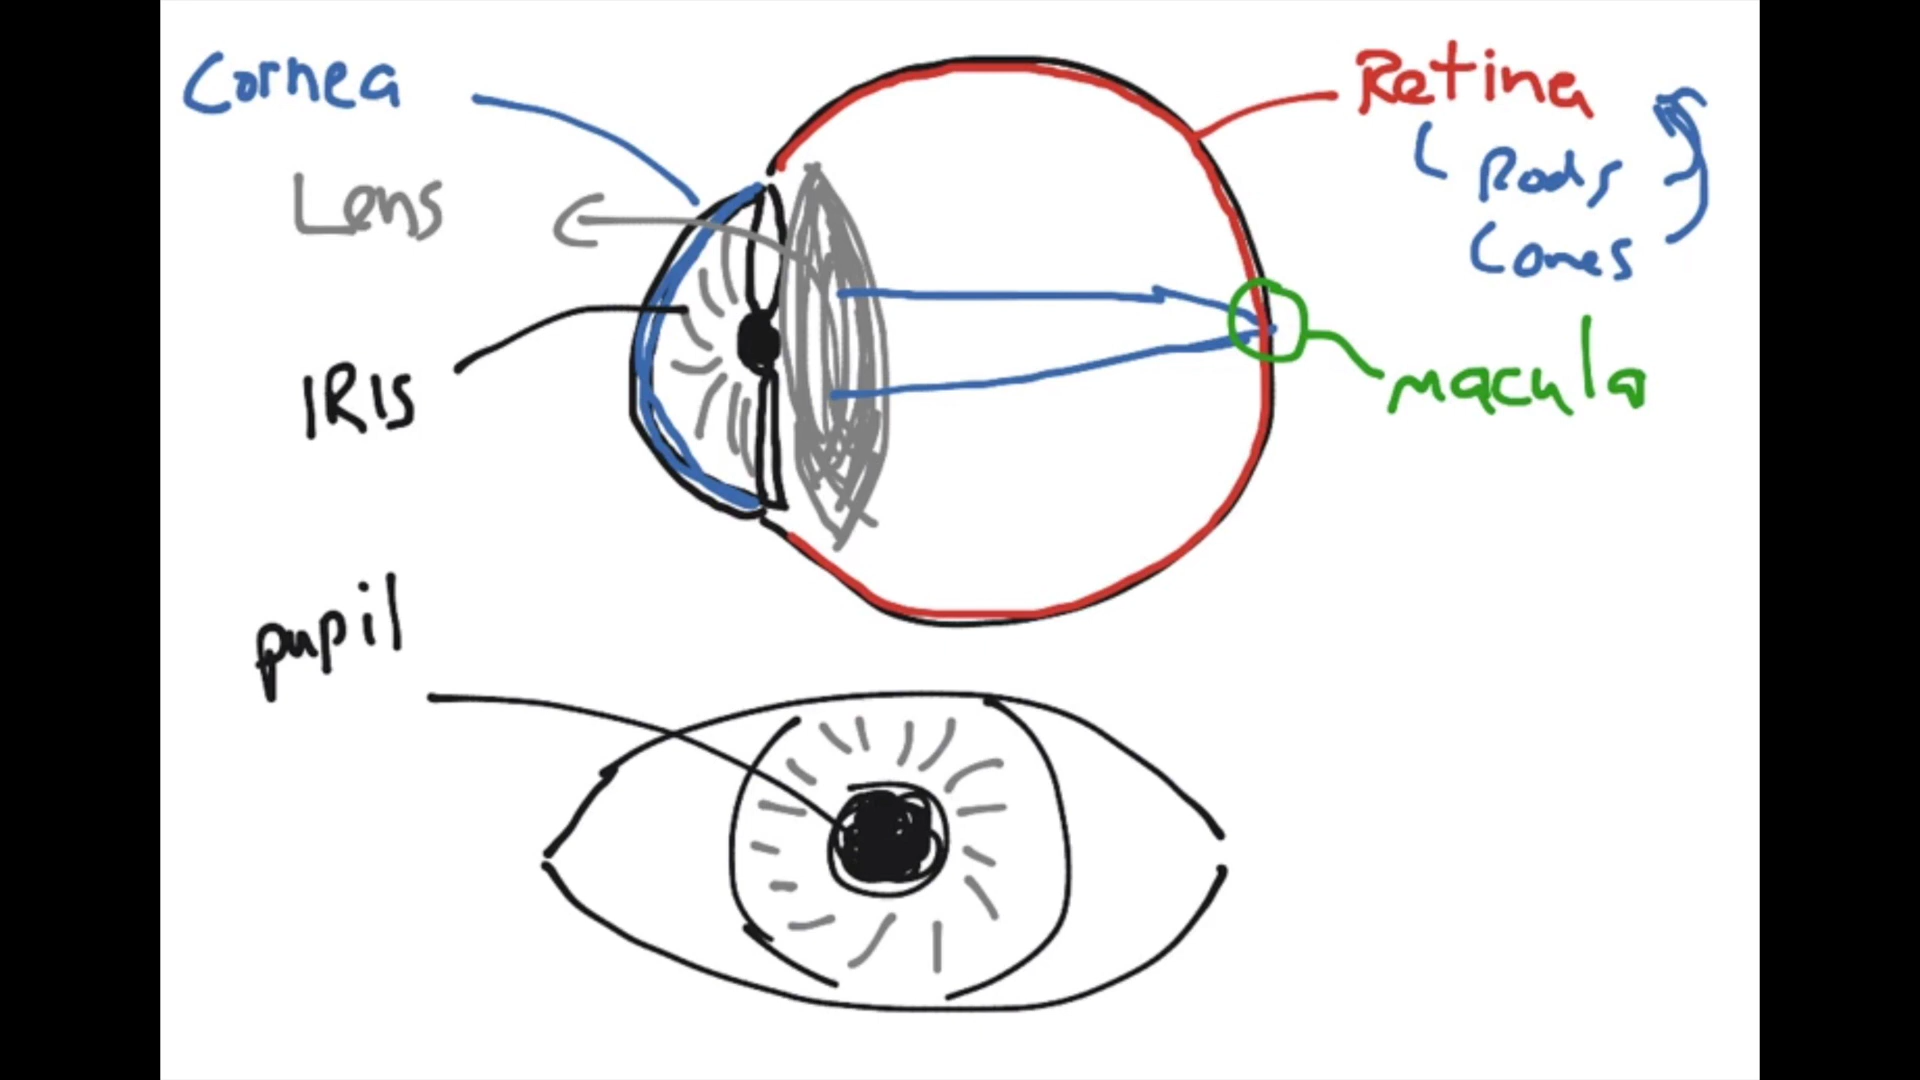 Cornea
Lens
IRIS
pupil
Retina
Rods
Cones
macula